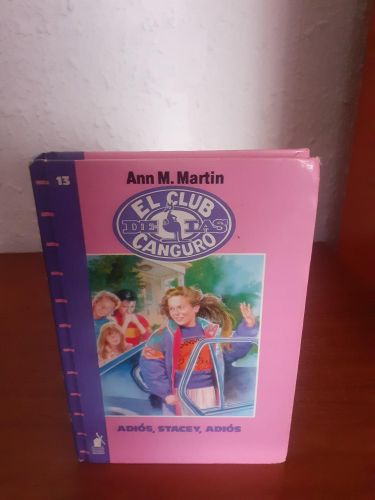 13
Ann M. Martin
EL CLUB
DE LAS
CANGURO
ADIÓS, STACEY, ADIÓS